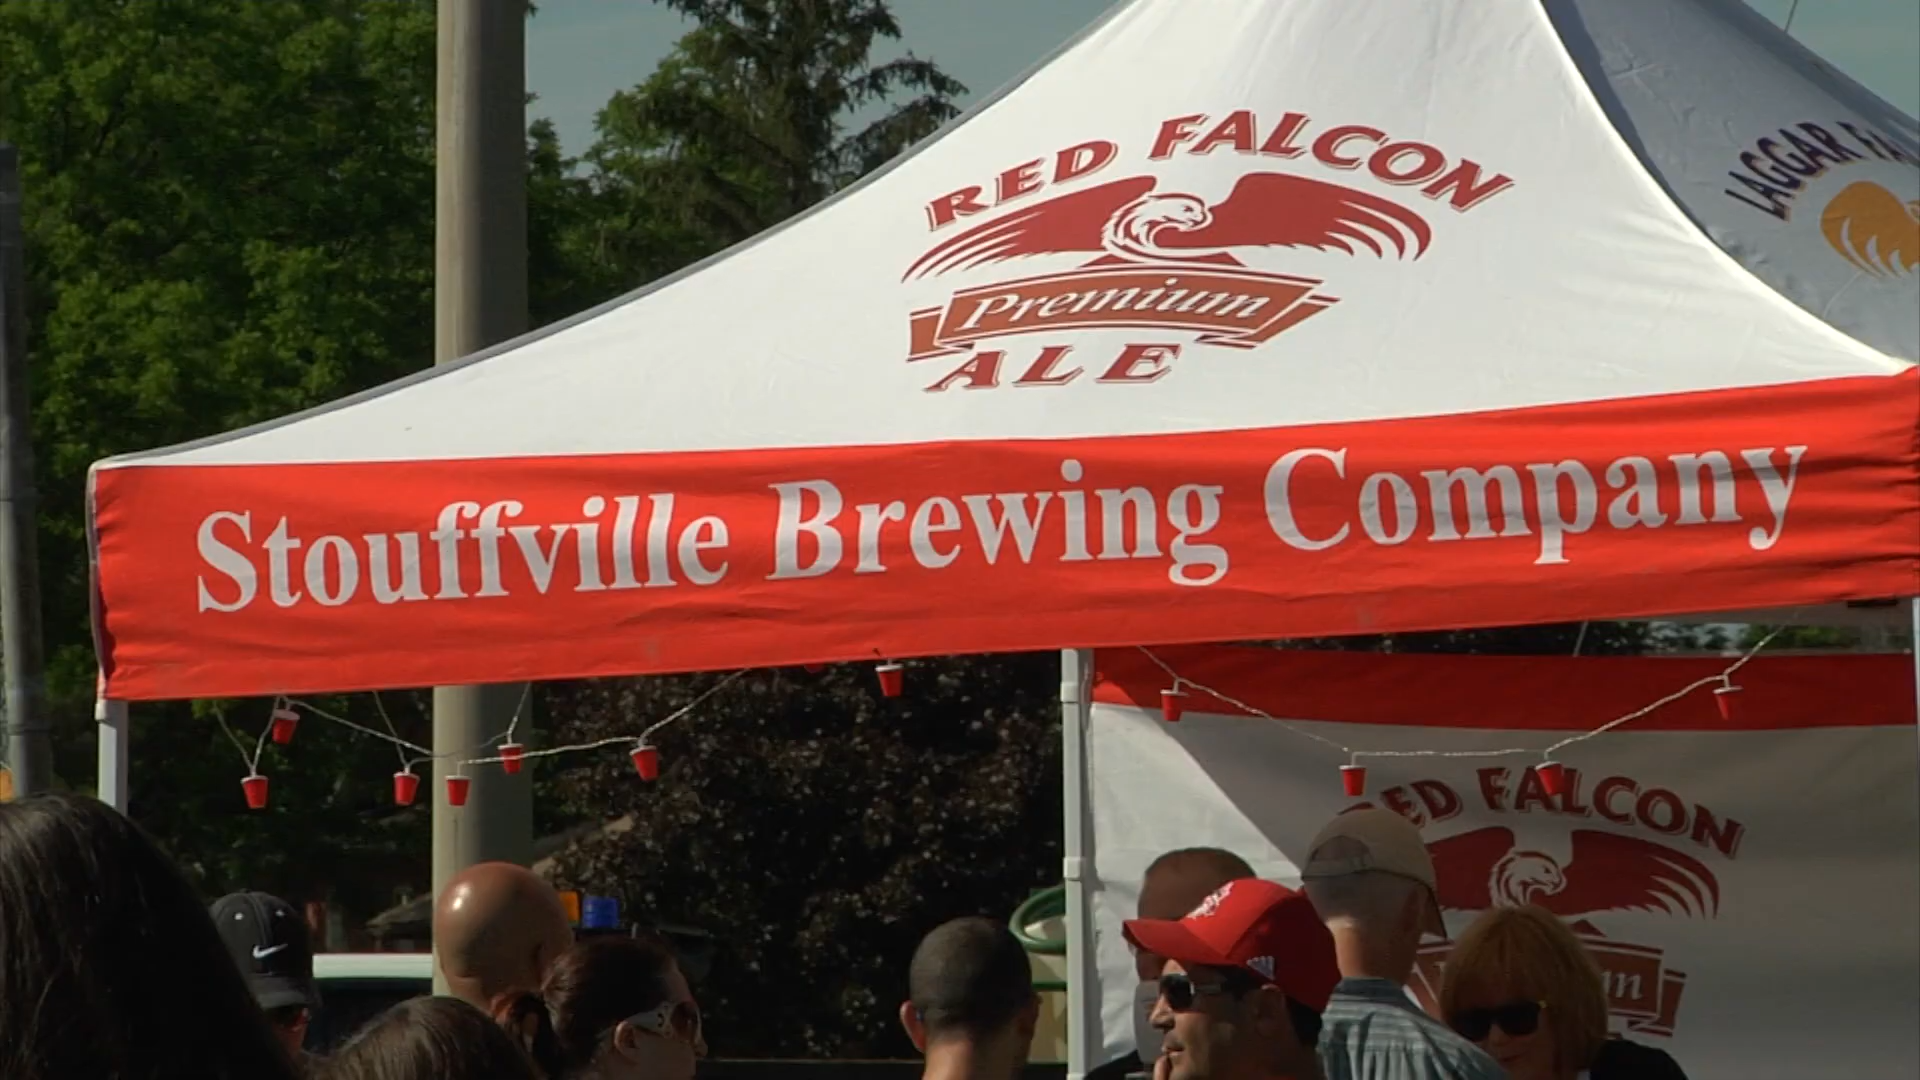 RED FALCON
Premium
ALE
LAGGAR
Stouffville Brewing Company
RED FALCON